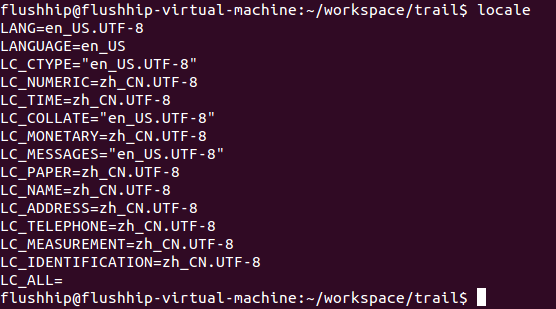 flushhip@flushhip-virtual-machine:~/workspace/trail$ locale
LANG=en_US.UTF-8
LANGUAGE=en_US
LC_CTYPE="en_US.UTF-8"
LC_NUMERIC=zh_CN.UTF-8
LC_TIME=zh_CN.UTF-8
LC_COLLATE="en_US.UTF-8"
LC_MONETARY=zh_CN.UTF-8
LC_MESSAGES="en_US.UTF-8"
LC_PAPER=zh_CN.UTF-8
LC_NAME=zh_CN.UTF-8
LC_ADDRESS=zh_CN.UTF-8
LC_TELEPHONE=zh_CN.UTF-8
LC_MEASUREMENT=zh_CN.UTF-8
LC_IDENTIFICATION=zh_CN.UTF-8
LC_ALL=
flushhip@flushhip-virtual-machine:~/workspace/trail$